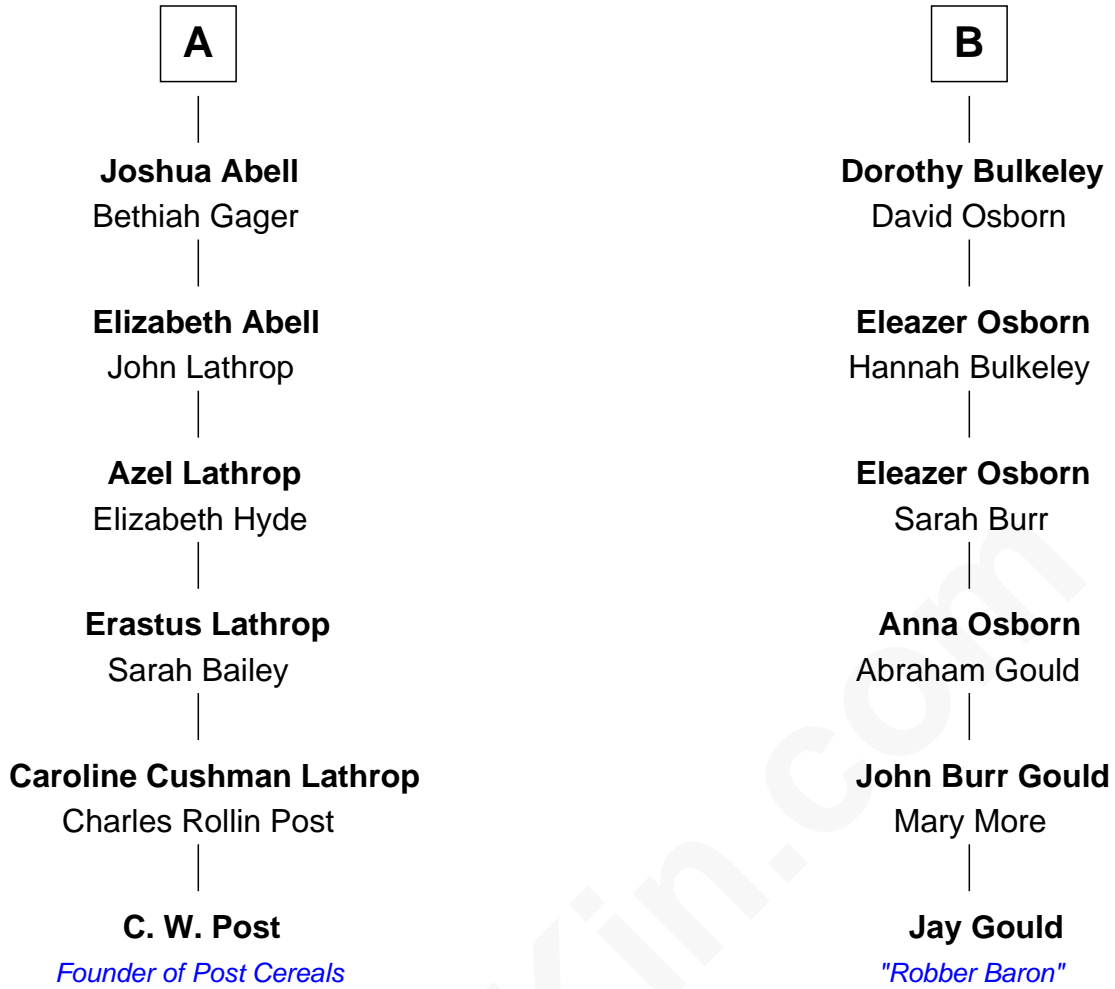 A
Joshua Abell
Bethiah Gager
Elizabeth Abell
John Lathrop
Azel Lathrop
Elizabeth Hyde
Erastus Lathrop
Sarah Bailey
Caroline Cushman Lathrop
Charles Rollin Post
C. W. Post
Founder of Post Cereals
B
Dorothy Bulkeley
David Osborn
Eleazer Osborn
Hannah Bulkeley
Eleazer Osborn
Sarah Burr
Anna Osborn
Abraham Gould
John Burr Gould
Mary More
Jay Gould
"Robber Baron"